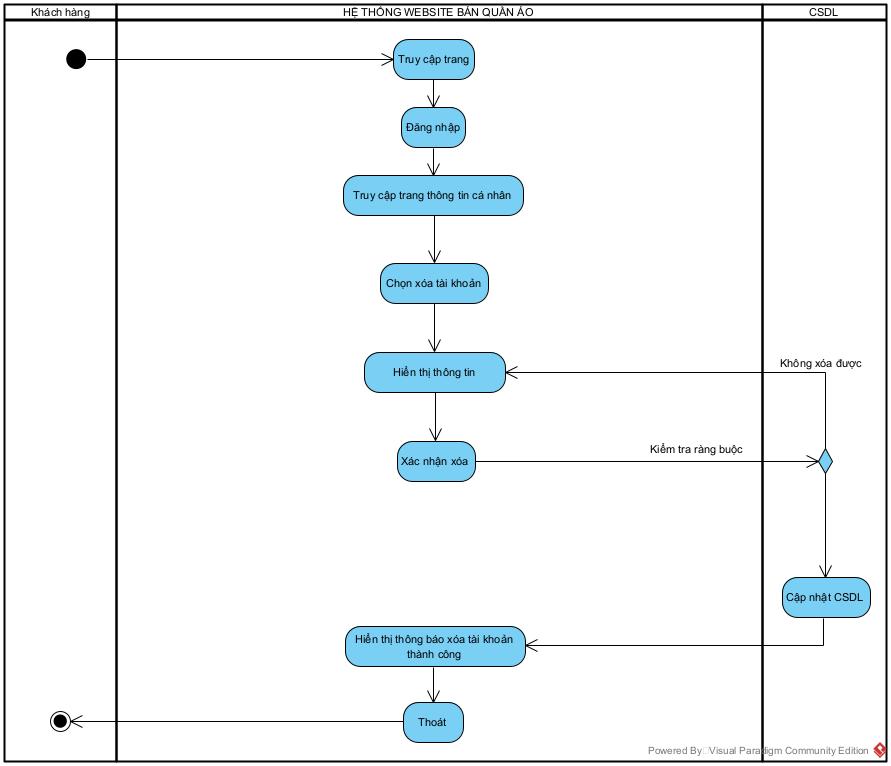 Khách hàng
HỆ THỐNG WEBSITE BÁN QUẦN ÁO
CSDL
Truy cập trang
Đăng nhập
Truy cập trang thông tin cá nhân
Chọn xóa tài khoản
Không xóa được
Hiển thị thông tin
Kiểm tra ràng buộc
Xác nhận xóa
Cập nhật CSDL
Hiển thị thông báo xóa tài khoản
thành công
Thoát
Powered By Visual Paradigm Community Edition